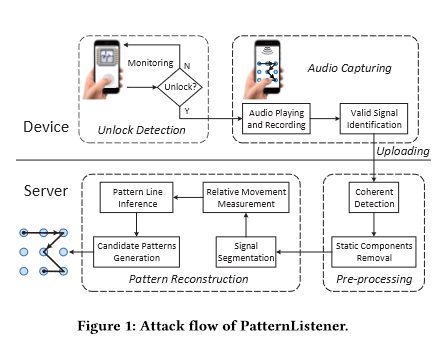 Monitoring
N
Unlock?
Y
Unlock Detection
Audio Capturing
Audio Playing
and Recording
Valid Signal
Identification
Device
Uploading
Server
Pattern Line
Inference
Relative Movement
Measurement
Coherent
Detection
Candidate Patterns
Generation
Signal
Segmentation
Static Components
Removal
Pattern Reconstruction
Pre-processing
Figure 1: Attack flow of PatternListener.